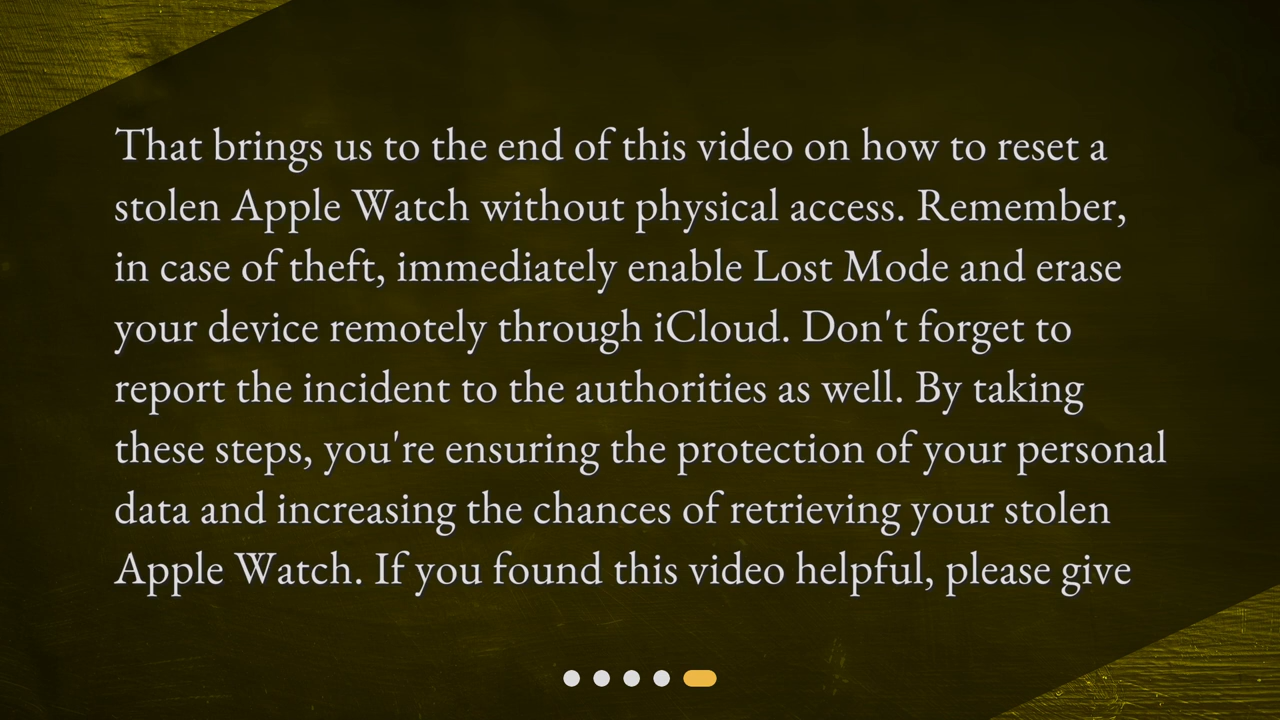 That brings us to the end of this video on how to reset a
stolen Apple Watch without physical access. Remember,
in case of theft, immediately enable Lost Mode and erase
your device remotely through iCloud. Don't forget to
report the incident to the authorities as well. By taking
these steps, you're ensuring the protection of your personal
data and increasing the chances of retrieving your stolen
Apple Watch. If you found this video helpful, please give